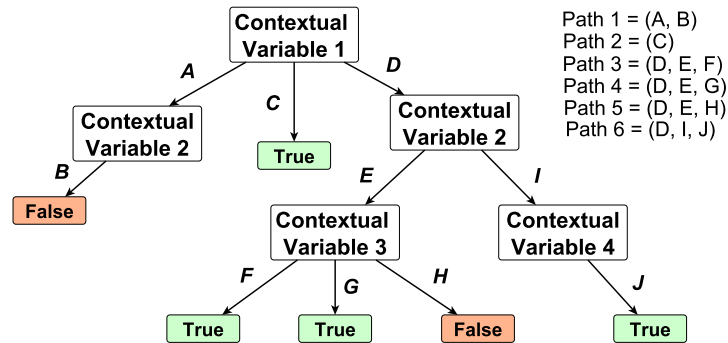 Contextual
Variable 1
Path 1 = (A, B)
Path 2 = (C)
Path 3 = (D, E, F)
Path 4 = (D, E, G)
Path 5 = (D, E, H)
Path 6 = (D, I, J)
A
C
D
Contextual
Variable 2
True
Contextual
Variable 2
B
False
E
I
Contextual
Variable 3
Contextual
Variable 4
F
G
H
J
True
True
False
True